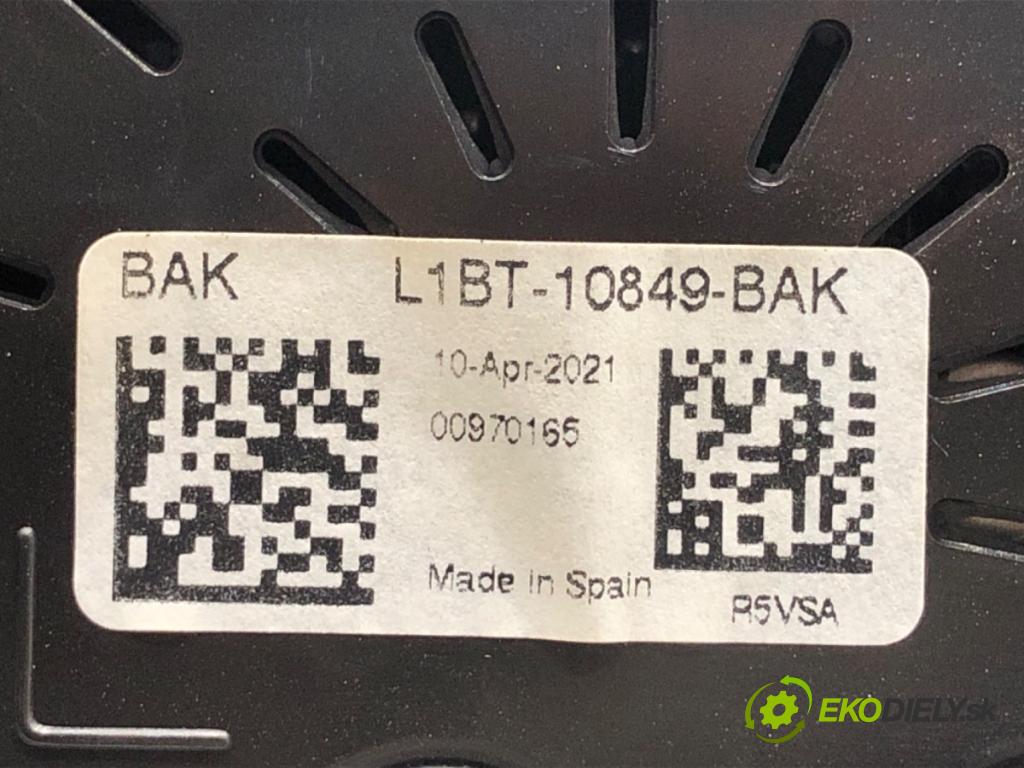 BAK L1BT-10849-BAK
10-Apr-2021
00970165
Made in Spain
R5VSA
EKODIELY.sk